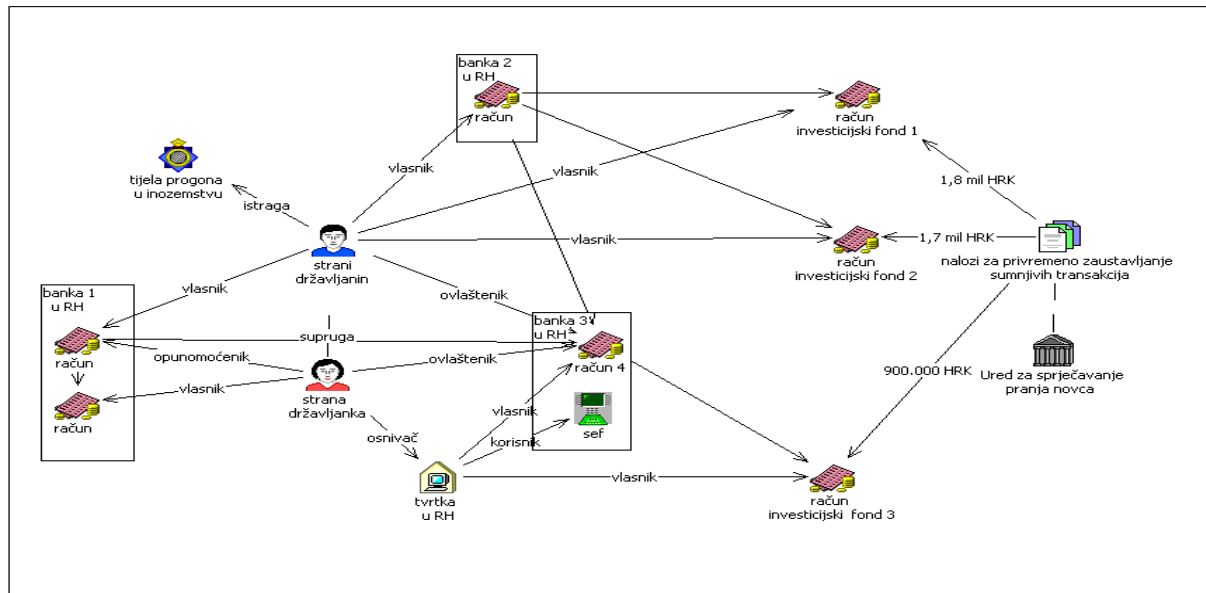 banka 2
u RH
račun
račun
investicijski fond 1
tijela progona
u inozemstvu
istraga
vlasnik
vlasnik
1,8 mil HRK
strani
državljanin
vlasnik
račun
investicijski fond 2
1,7 mil HRK
nalozi za privremeno zaustavljanje
sumnjivih transakcija
vlasnik
ovlaštenik
banka 1
u RH
račun
račun
supruga
opunomoćenik
vlasnik
ovlaštenik
strana
državljanka
banka 3
u RH
račun 4
sef
900.000 HRK
Ured za sprječavanje
pranja novca
osnivač
vlasnik
korisnik
tvrtka
u RH
vlasnik
račun
investicijski fond 3